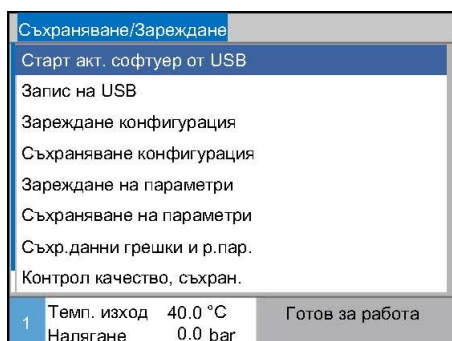 Съхраняване/Зареждане
Старт акт. софтуер от USB
Запис на USB
Зареждане конфигурация
Съхраняване конфигурация
Зареждане на параметри
Съхраняване на параметри
Съхр.данни грешки и р.пар.
Контрол качество, съхран.
1 Темп. изход 40.0 °C Готов за работа
Налягане 0.0 bar